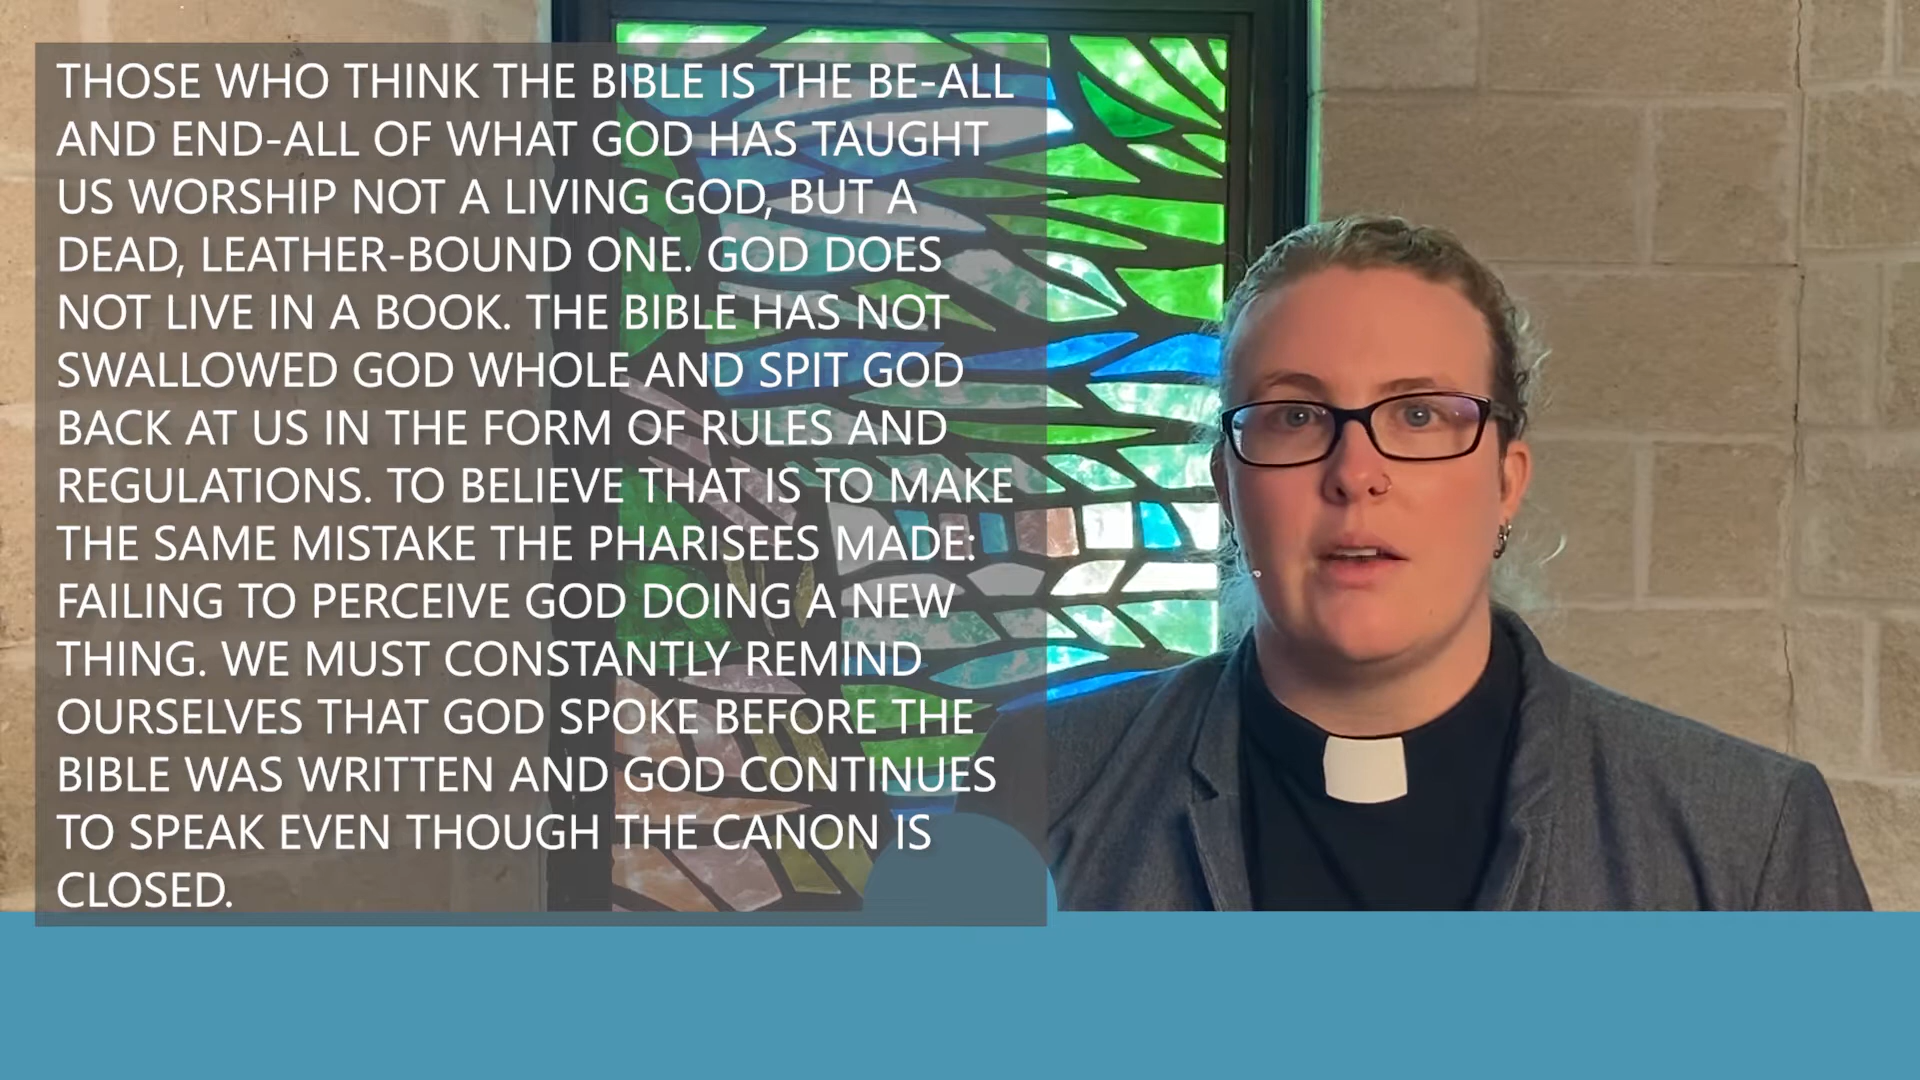 THOSE WHO THINK THE BIBLE IS THE BE-ALL
AND END-ALL OF WHAT GOD HAS TAUGHT
US WORSHIP NOT A LIVING GOD, BUT A
DEAD, LEATHER-BOUND ONE. GOD DOES
NOT LIVE IN A BOOK. THE BIBLE HAS NOT
SWALLOWED GOD WHOLE AND SPIT GOD
BACK AT US IN THE FORM OF RULES AND
REGULATIONS. TO BELIEVE THAT IS TO MAKE
THE SAME MISTAKE THE PHARISEES MADE:
FAILING TO PERCEIVE GOD DOING A NEW
THING. WE MUST CONSTANTLY REMIND
OURSELVES THAT GOD SPOKE BEFORE THE
BIBLE WAS WRITTEN AND GOD CONTINUES
TO SPEAK EVEN THOUGH THE CANON IS
CLOSED.